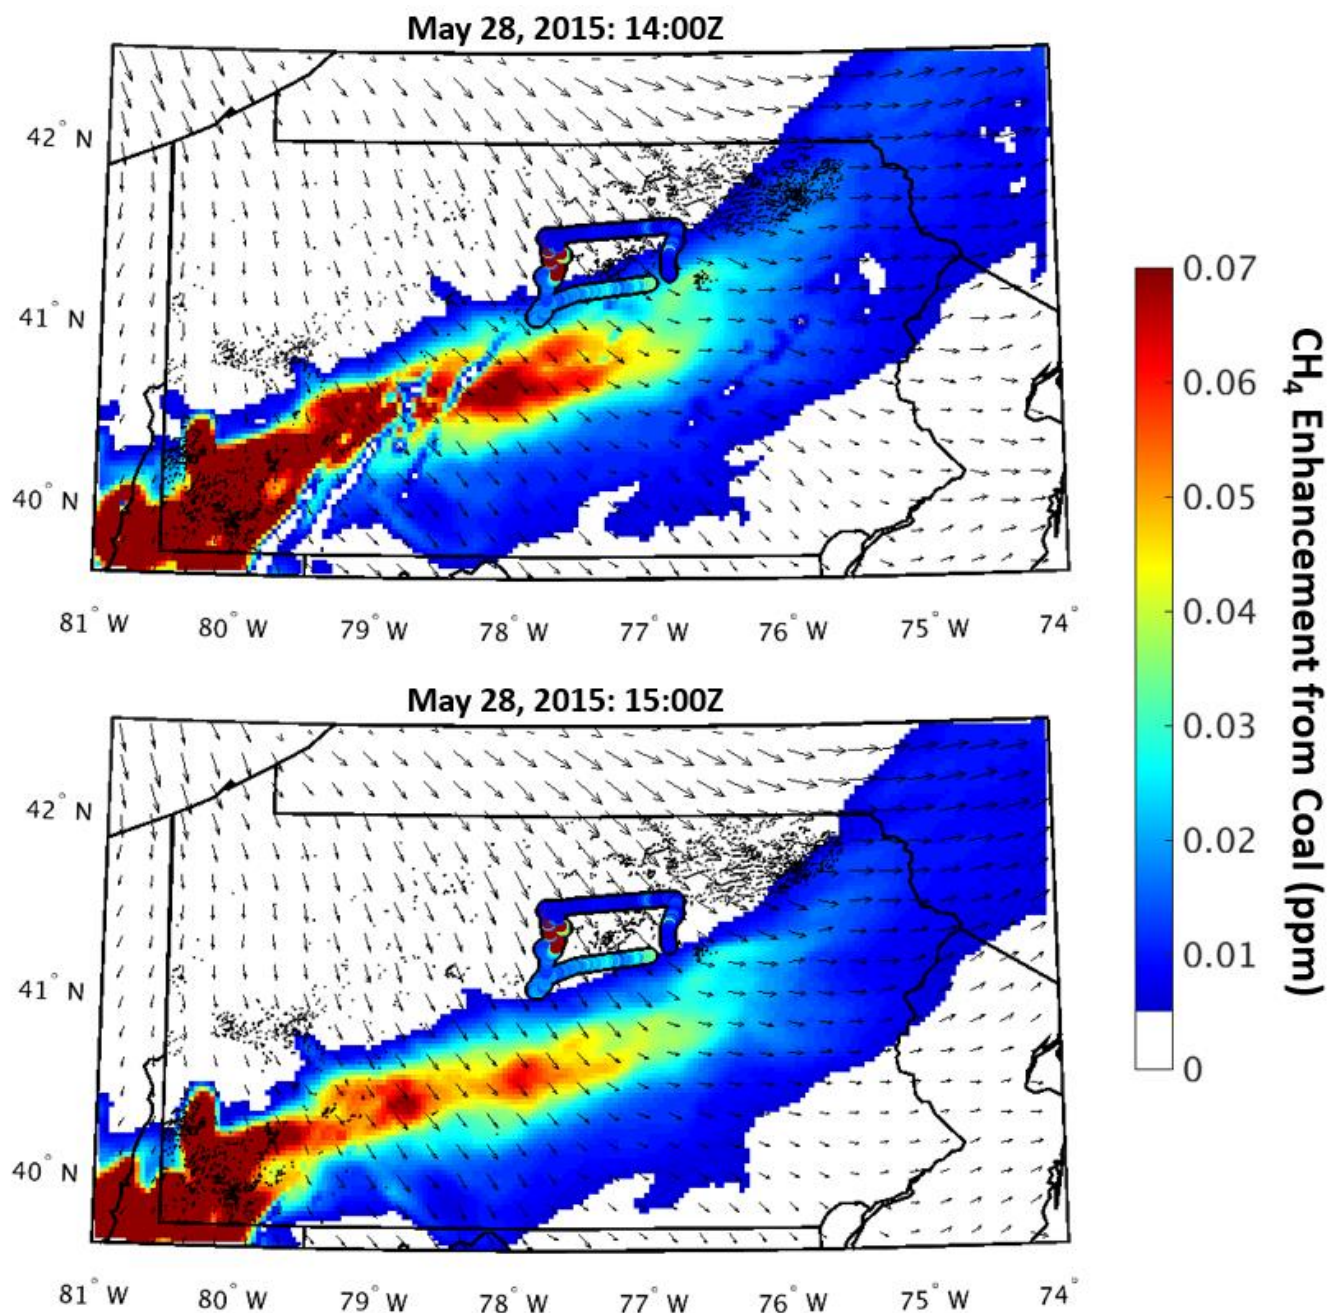 May 28, 2015: 14:00Z
42° N
41° N
40° N
81° W 80° W 79° W 78° W 77° W 76° W 75° W 74°
May 28, 2015: 15:00Z
42° N
41° N
40° N
81° W 80° W 79° W 78° W 77° W 76° W 75° W 74°
0.07
0.06
0.05
0.04
0.03
0.02
0.01
0
CH₄ Enhancement from Coal (ppm)